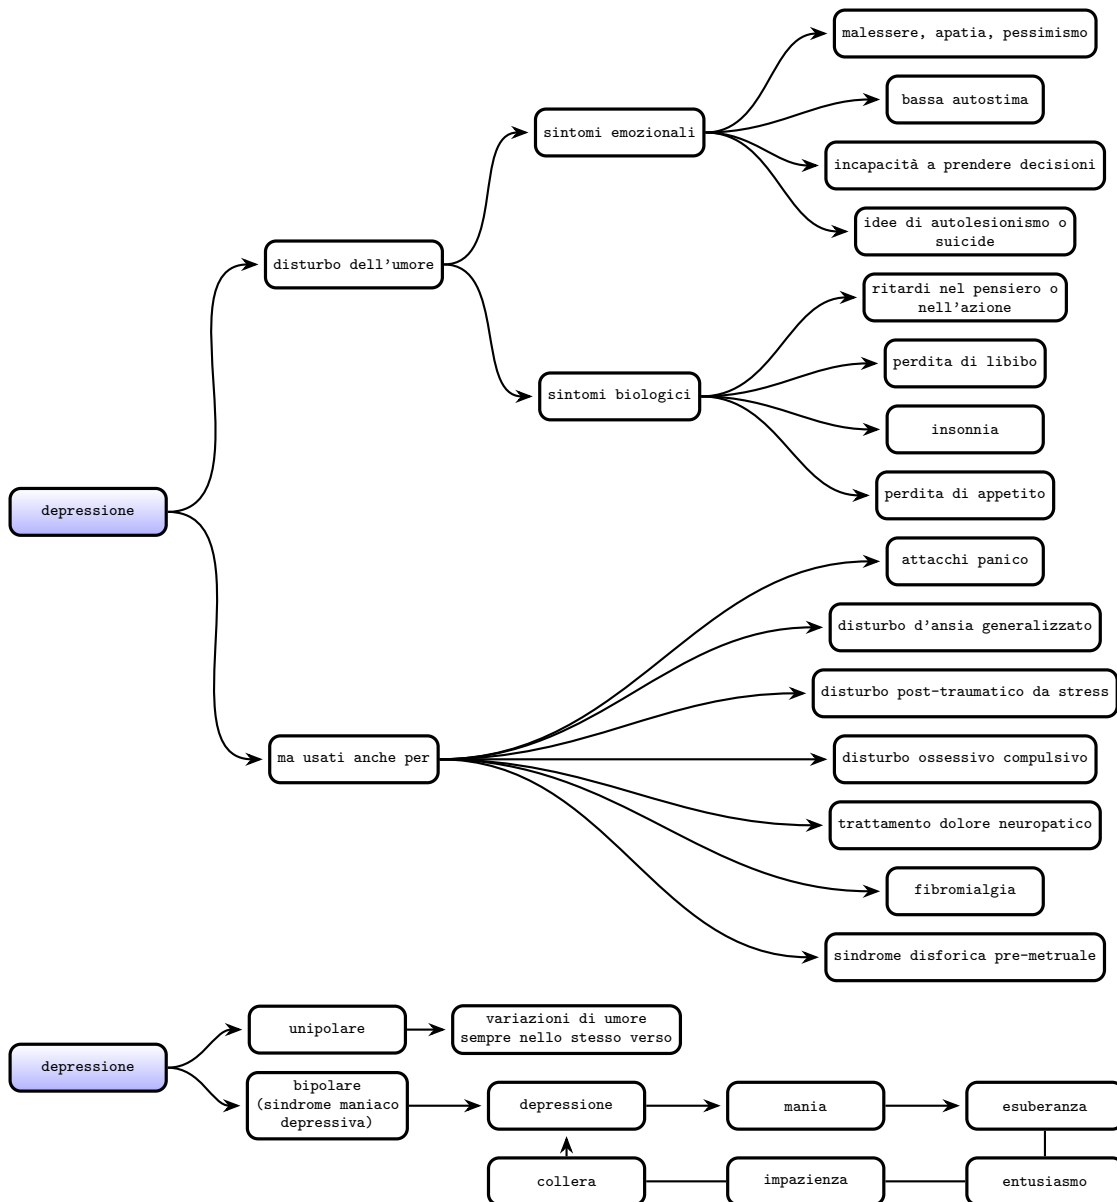 malessere, apatia, pessimismo
bassa autostima
sintomi emozionali
incapacità a prendere decisioni
idee di autolesionismo o
suicide
disturbo dell'umore
ritardi nel pensiero o
nell'azione
perdita di libibo
sintomi biologici
insonnia
perdita di appetito
depressione
attacchi panico
disturbo d'ansia generalizzato
disturbo post-traumatico da stress
ma usati anche per
disturbo ossessivo compulsivo
trattamento dolore neuropatico
fibromialgia
sindrome disforica pre-metruale
depressione
unipolare
variazioni di umore
sempre nello stesso verso
bipolare
(sindrome maniaco
depressiva)
depressione
mania
esuberanza
collera
impazienza
entusiasmo